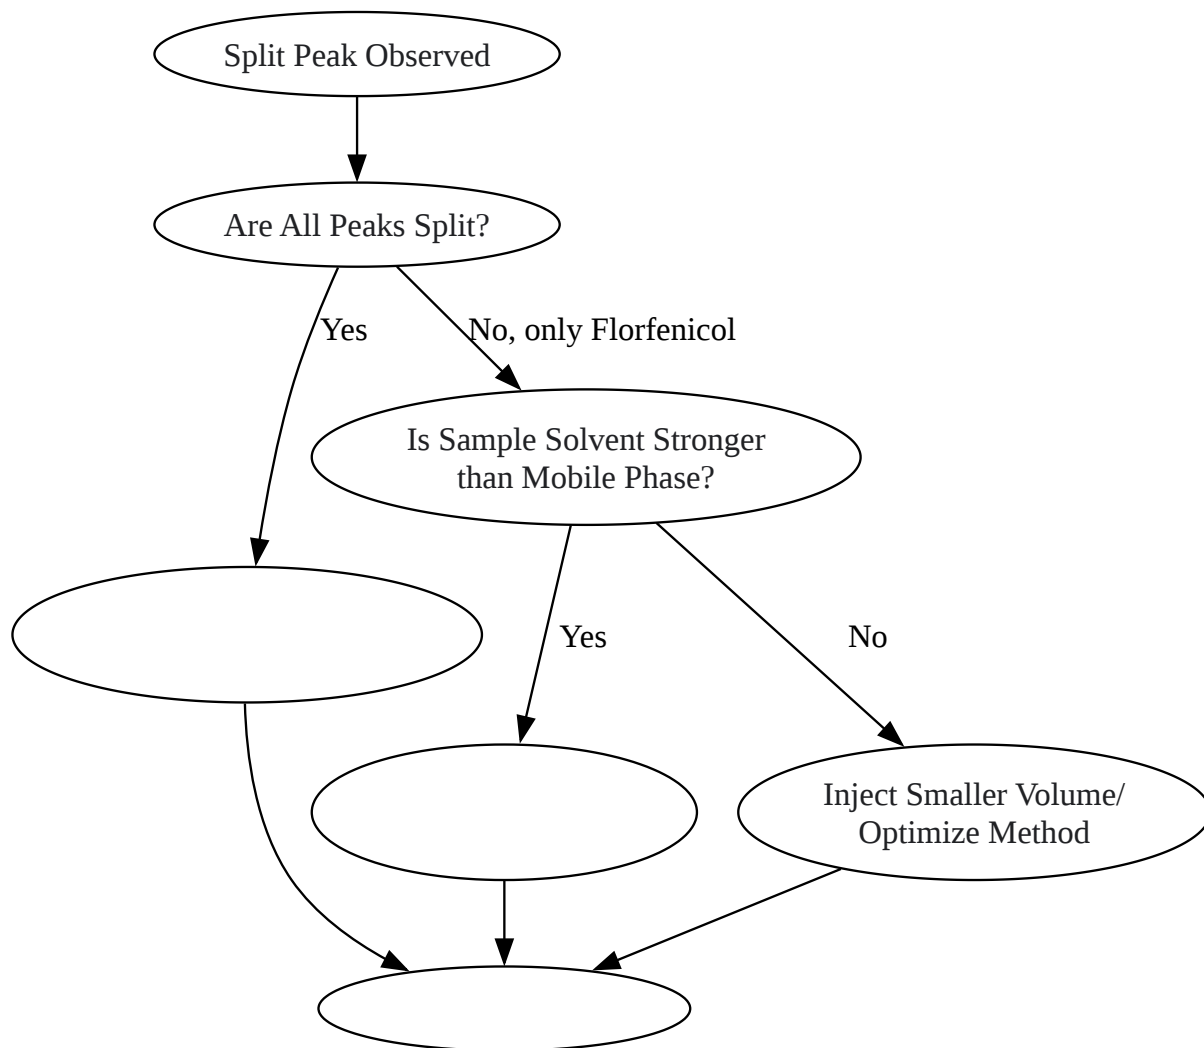 Split Peak Observed
Are All Peaks Split?
Yes
No, only Florfenicol
Is Sample Solvent Stronger
than Mobile Phase?
Yes
No
Inject Smaller Volume/
Optimize Method